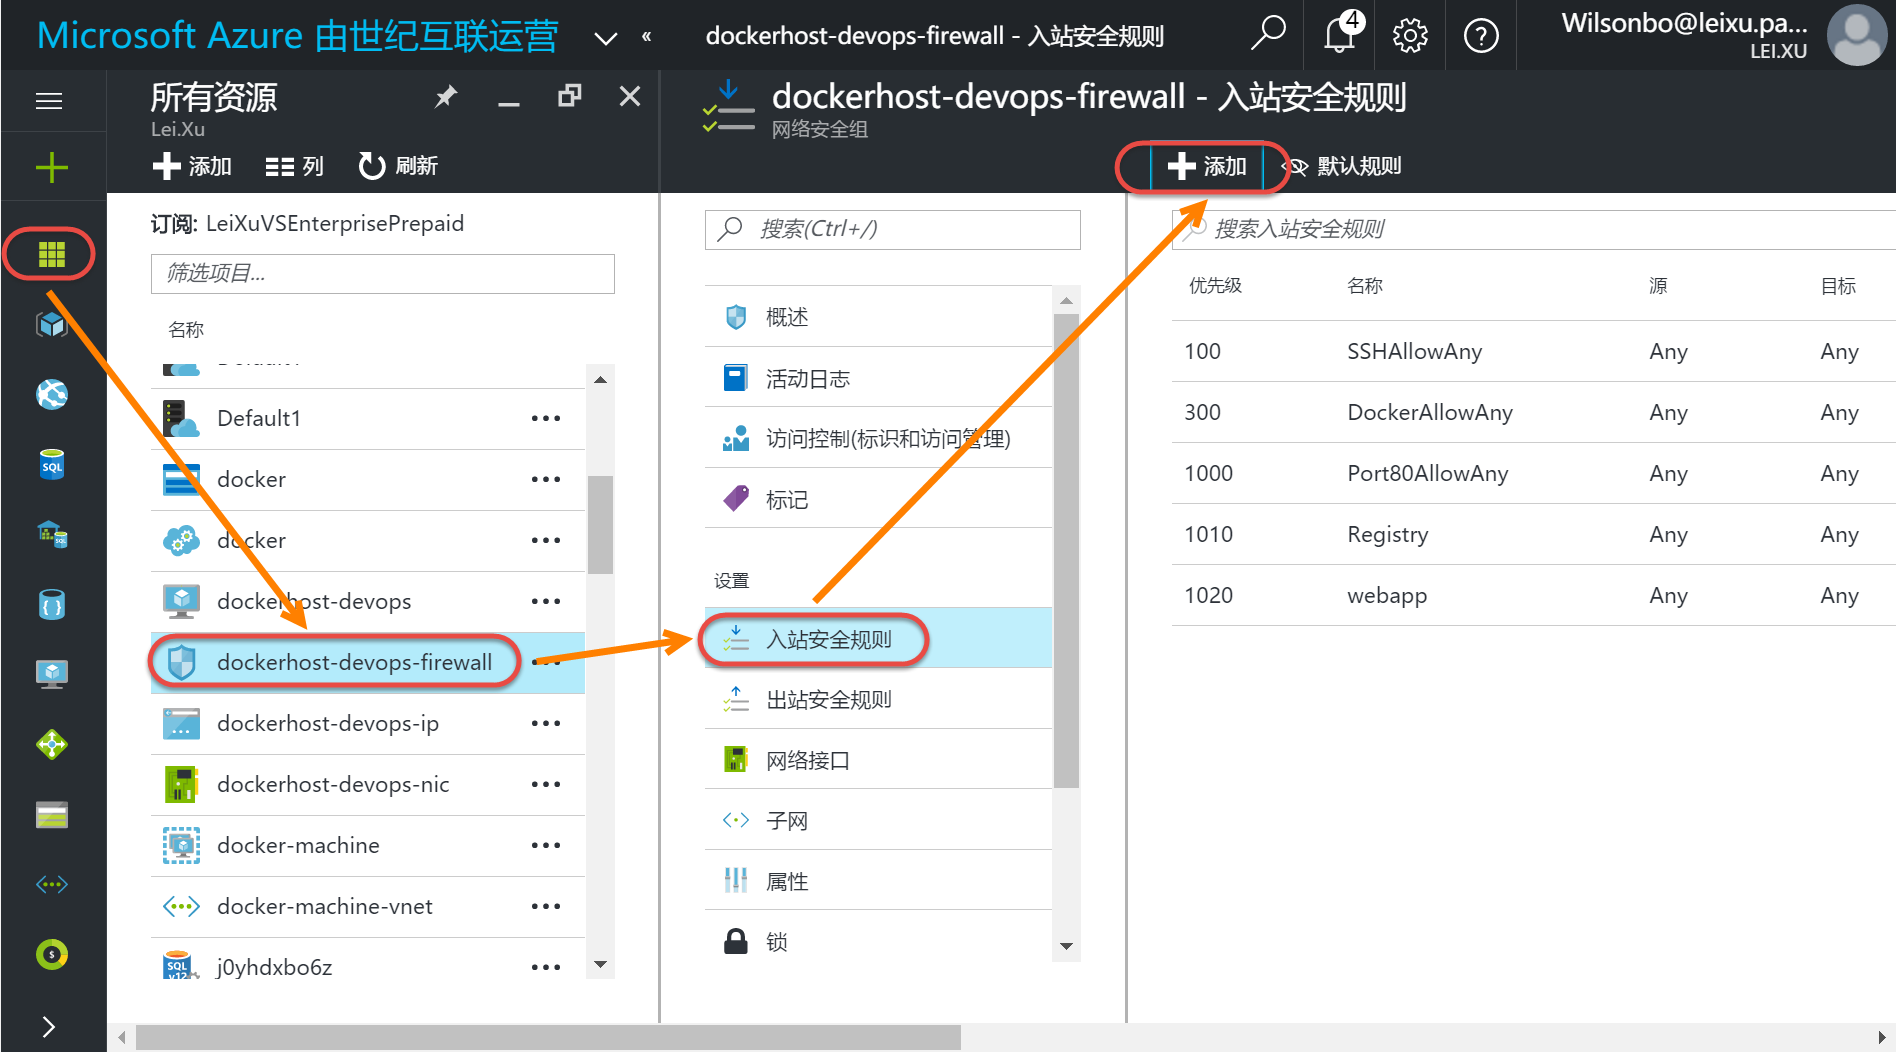 Microsoft Azure 由世纪互联运营
«
dockerhost-devops-firewall - 入站安全规则
4
?
Wilsonbo@leixu.pa...
LEI.XU
所有资源
Lei.Xu
添加
列
刷新
订阅: LeiXuVSEnterprisePrepaid
筛选项目...
名称
Default1
docker
docker
dockerhost-devops
dockerhost-devops-firewall
dockerhost-devops-ip
dockerhost-devops-nic
docker-machine
docker-machine-vnet
j0yhdxbo6z
dockerhost-devops-firewall - 入站安全规则
网络安全组
添加
默认规则
搜索(Ctrl+/)
概述
活动日志
访问控制(标识和访问管理)
标记
设置
入站安全规则
出站安全规则
网络接口
子网
属性
锁
搜索入站安全规则
优先级 名称 源 目标
100 SSHAllowAny Any Any
300 DockerAllowAny Any Any
1000 Port80AllowAny Any Any
1010 Registry Any Any
1020 webapp Any Any